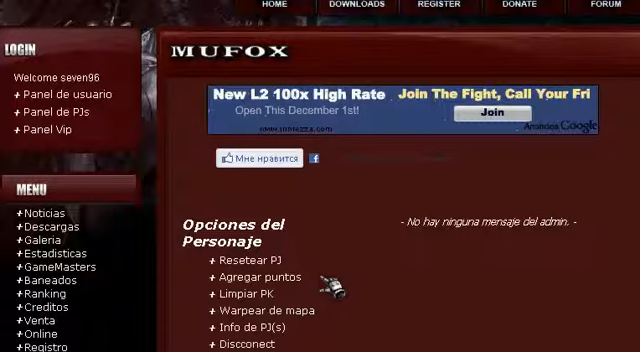 HOME DOWNLOADS REGISTER DONATE FORUM
LOGIN
Welcome seven96
Panel de usuario
Panel de PJs
Panel Vip
MENU
Noticias
Descargas
Galeria
Estadisticas
GameMasters
Baneados
Ranking
Creditos
Venta
Online
Registro
MUFOX
New L2 100x High Rate
Open This December 1st!
Join The Fight, Call Your Fri
Join
Anuncios Google
Мне нравится
Opciones del
Personaje
Resetear PJ
Agregar puntos
Limpiar PK
Warpear de mapa
Info de PJ(s)
Discconect
- No hay ninguna mensaje del admin. -